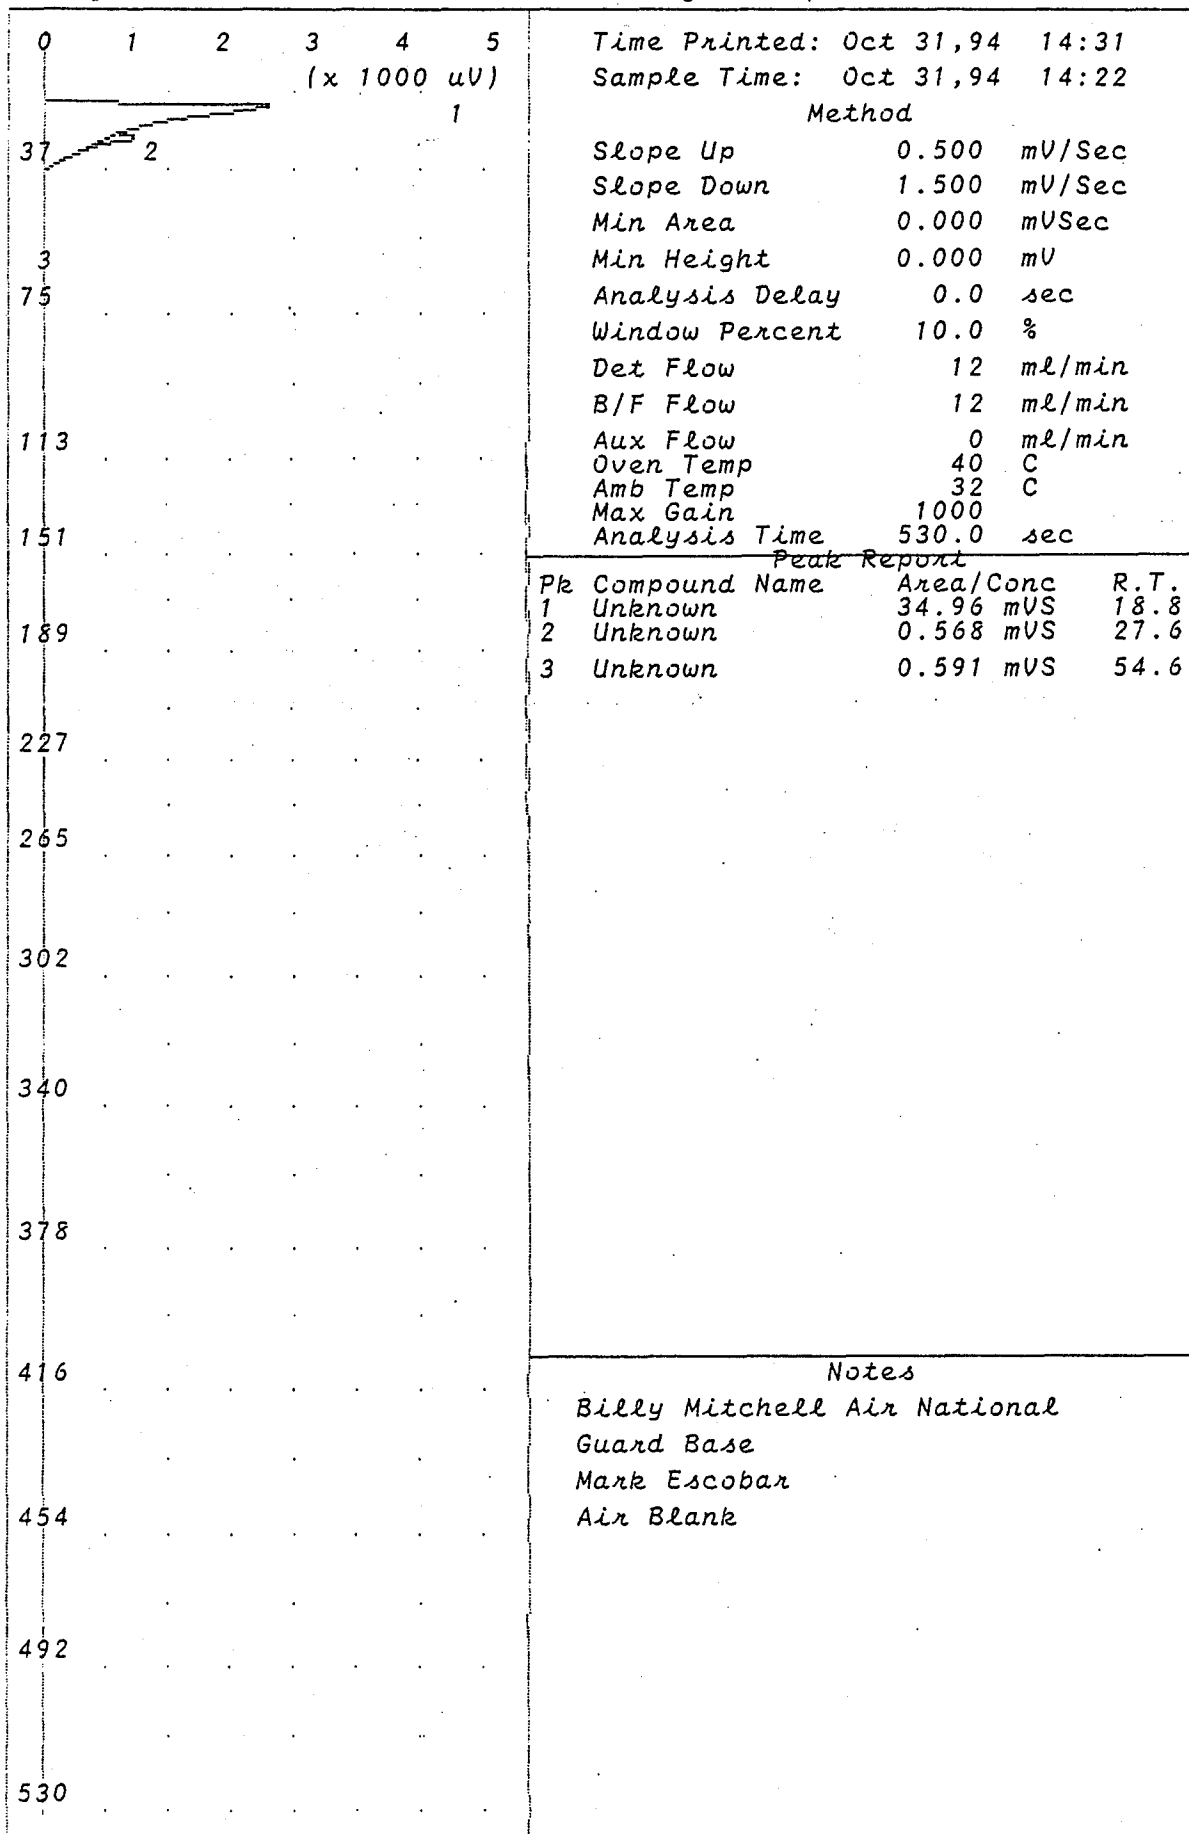 0 1 2 3 4 5
(x 1000 uV)
1
37 2
3
75
113
151
189
227
265
302
340
378
416
454
492
530
Time Printed: Oct 31,94 14:31
Sample Time: Oct 31,94 14:22
Method
Slope Up 0.500 mV/Sec
Slope Down 1.500 mV/Sec
Min Area 0.000 mVSec
Min Height 0.000 mV
Analysis Delay 0.0 sec
Window Percent 10.0 %
Det Flow 12 ml/min
B/F Flow 12 ml/min
Aux Flow 0 ml/min
Oven Temp 40 C
Amb Temp 32 C
Max Gain 1000
Analysis Time 530.0 sec
Peak Report
Pk Compound Name Area/Conc R.T.
1 Unknown 34.96 mVS 18.8
2 Unknown 0.568 mVS 27.6
3 Unknown 0.591 mVS 54.6
Notes
Billy Mitchell Air National
Guard Base
Mark Escobar
Air Blank